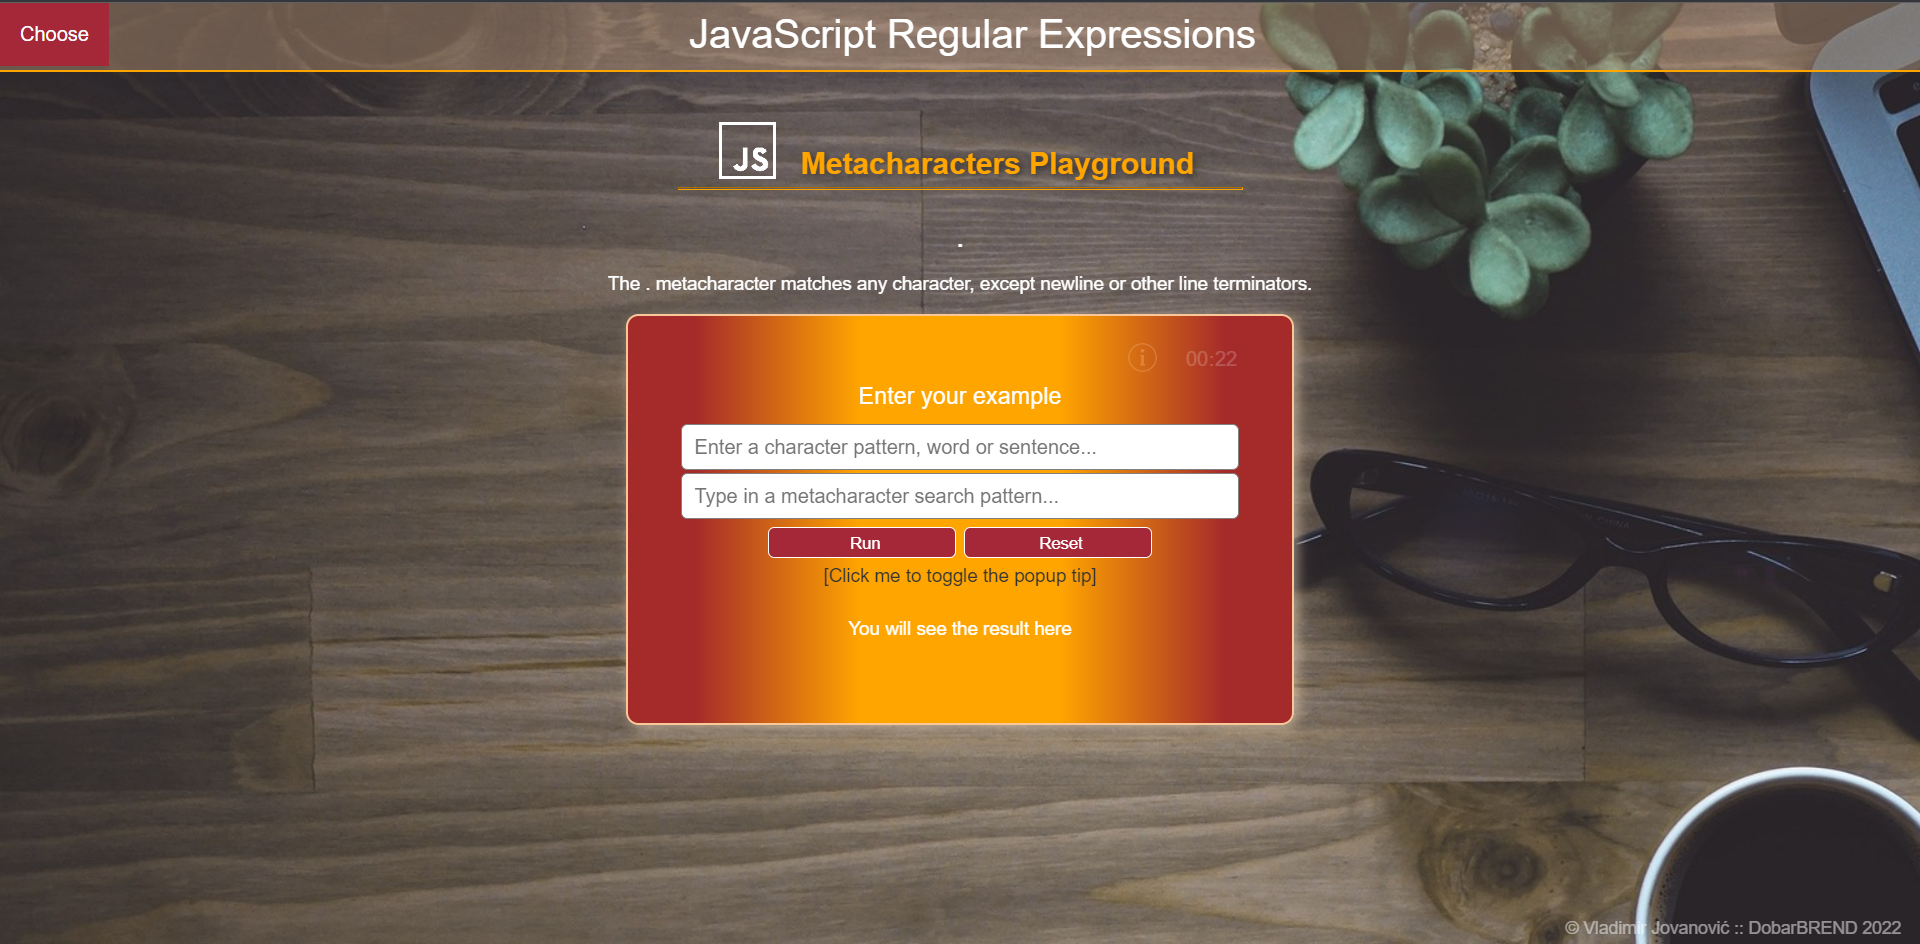 Choose
JavaScript Regular Expressions
JS
Metacharacters Playground
.
The . metacharacter matches any character, except newline or other line terminators.
i
00:22
Enter your example
Enter a character pattern, word or sentence...
Type in a metacharacter search pattern...
Run
Reset
[Click me to toggle the popup tip]
You will see the result here
© Vladimir Jovanović :: DobarBREND 2022